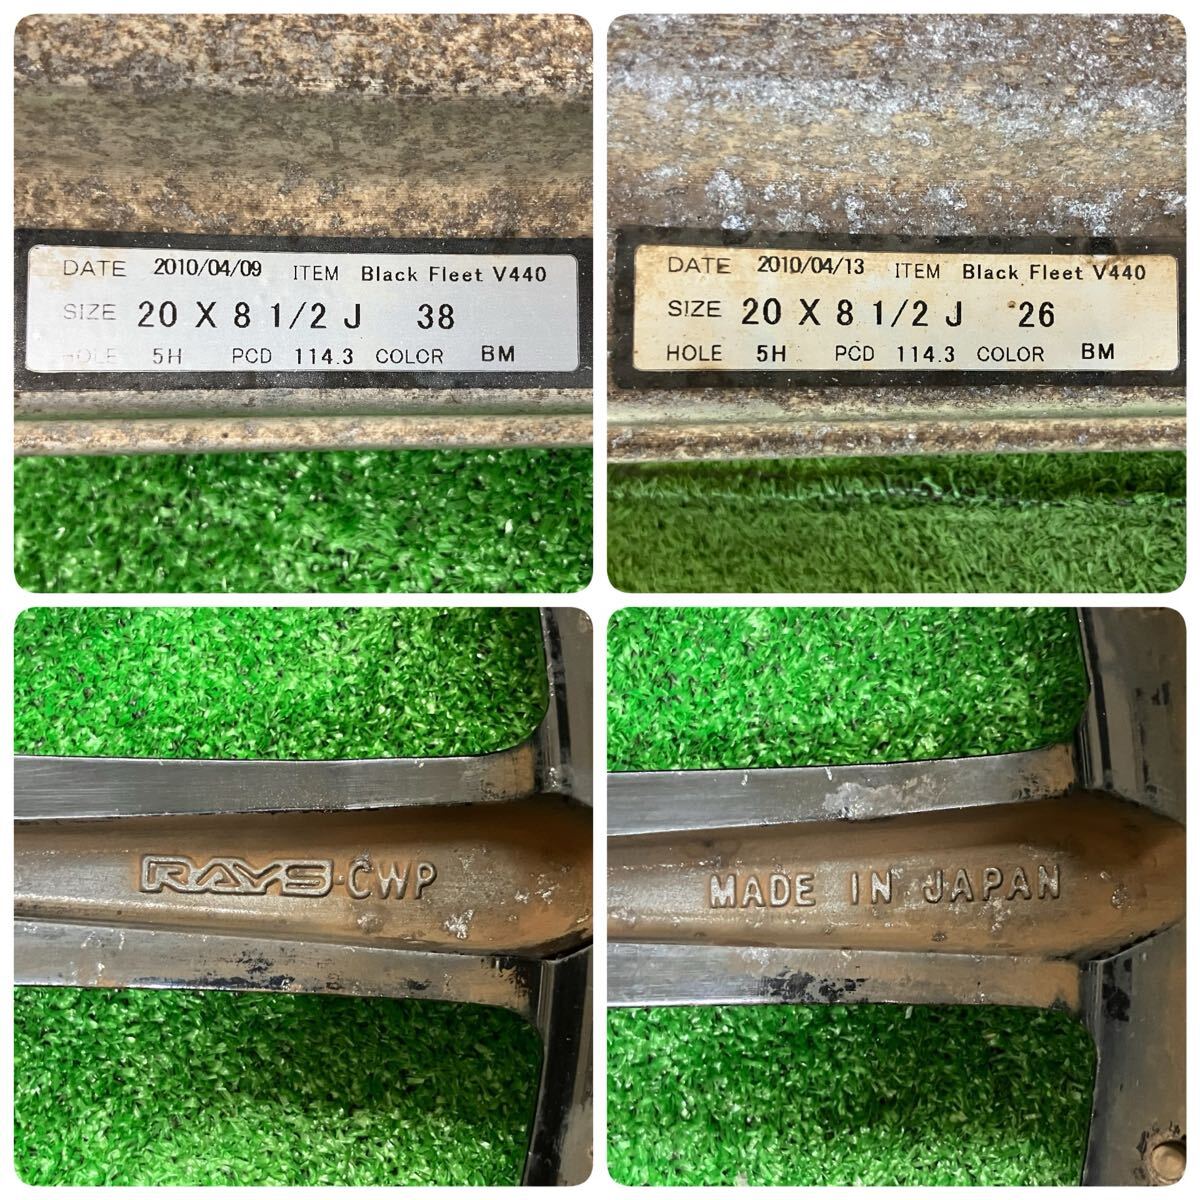 DATE 2010/04/09 ITEM Black Fleet V440
SIZE 20 X 8 1/2 J 38
HOLE 5H PCD 114.3 COLOR BM
DATE 2010/04/13 ITEM Black Fleet V440
SIZE 20 X 8 1/2 J 26
HOLE 5H PCD 114.3 COLOR BM
RAYS CWP
MADE IN JAPAN